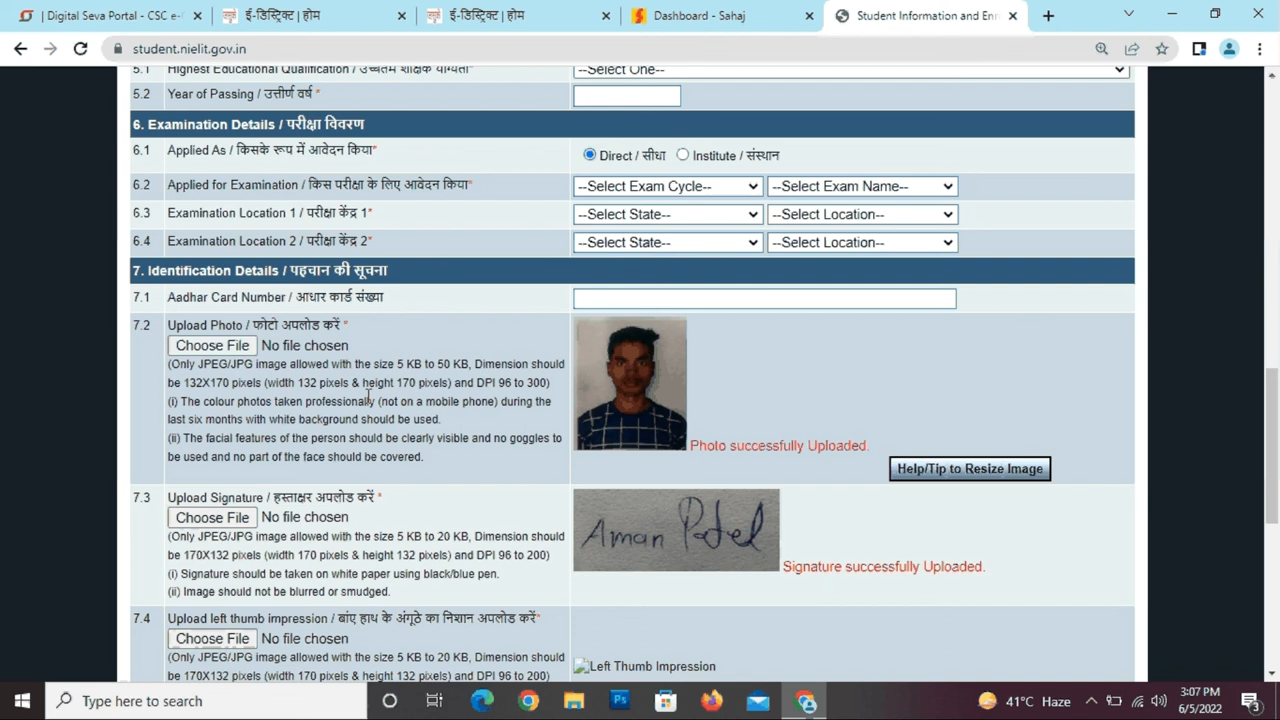 | Digital Seva Portal - CSC e-G
ई-डिस्ट्रिक्ट | होम
ई-डिस्ट्रिक्ट | होम
Dashboard - Sahaj
Student Information and Enr
student.nielit.gov.in
5.1 Highest Educational Qualification / उच्चतम शैक्षिक योग्यता* --Select One--
5.2 Year of Passing / उत्तीर्ण वर्ष *
6. Examination Details / परीक्षा विवरण
6.1 Applied As / किसके रूप में आवेदन किया* Direct / सीधा Institute / संस्थान
6.2 Applied for Examination / किस परीक्षा के लिए आवेदन किया* --Select Exam Cycle-- --Select Exam Name--
6.3 Examination Location 1 / परीक्षा केंद्र 1* --Select State-- --Select Location--
6.4 Examination Location 2 / परीक्षा केंद्र 2* --Select State-- --Select Location--
7. Identification Details / पहचान की सूचना
7.1 Aadhar Card Number / आधार कार्ड संख्या
7.2 Upload Photo / फोटो अपलोड करें *
Choose File No file chosen
(Only JPEG/JPG image allowed with the size 5 KB to 50 KB, Dimension should
be 132X170 pixels (width 132 pixels & height 170 pixels) and DPI 96 to 300)
(i) The colour photos taken professionally (not on a mobile phone) during the
last six months with white background should be used.
(ii) The facial features of the person should be clearly visible and no goggles to
be used and no part of the face should be covered.
Photo successfully Uploaded.
Help/Tip to Resize Image
7.3 Upload Signature / हस्ताक्षर अपलोड करें *
Choose File No file chosen
(Only JPEG/JPG image allowed with the size 5 KB to 20 KB, Dimension should
be 170X132 pixels (width 170 pixels & height 132 pixels) and DPI 96 to 200)
(i) Signature should be taken on white paper using black/blue pen.
(ii) Image should not be blurred or smudged.
Aman Patel
Signature successfully Uploaded.
7.4 Upload left thumb impression / बांए हाथ के अंगूठे का निशान अपलोड करें*
Choose File No file chosen
(Only JPEG/JPG image allowed with the size 5 KB to 20 KB, Dimension should
be 170X132 pixels (width 170 pixels & height 132 pixels) and DPI 96 to 200)
Left Thumb Impression
Type here to search
Ps
41°C Haze
3:07 PM
6/5/2022
3